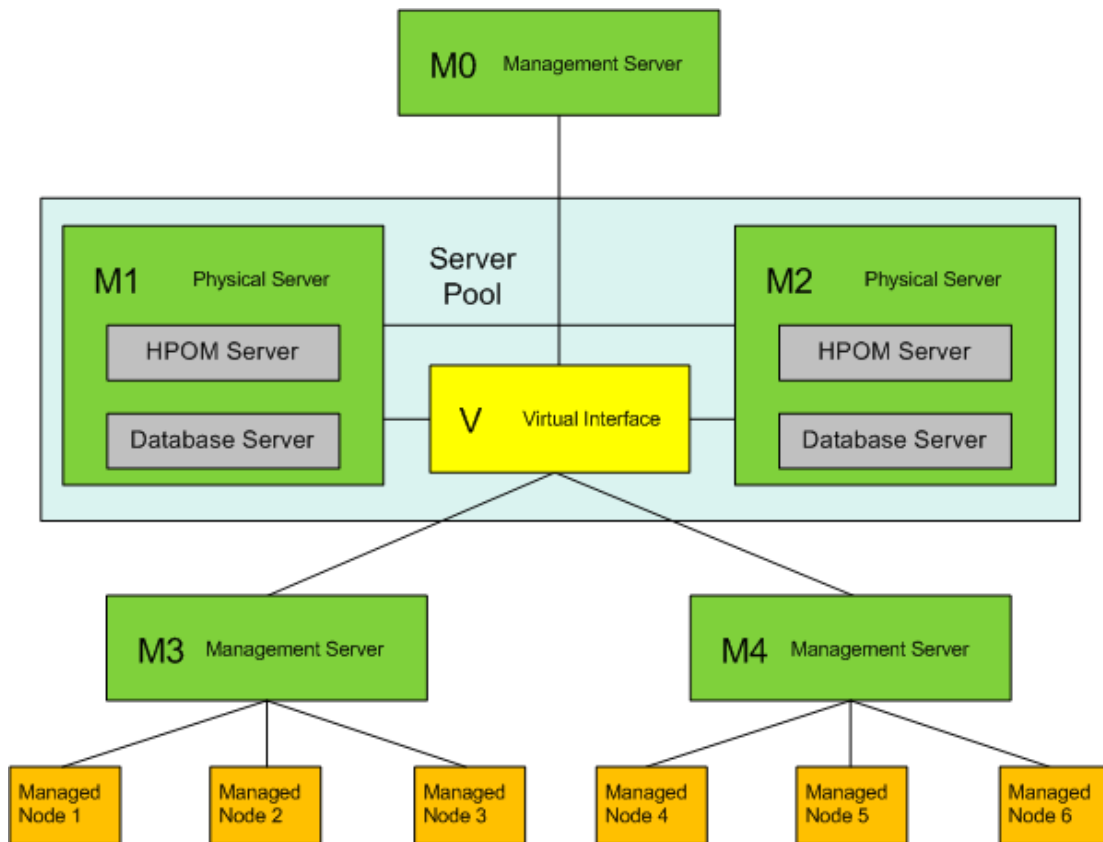 M0 Management Server
Server
Pool
M1 Physical Server
HPOM Server
Database Server
M2 Physical Server
HPOM Server
Database Server
V Virtual Interface
M3 Management Server
M4 Management Server
Managed
Node 1
Managed
Node 2
Managed
Node 3
Managed
Node 4
Managed
Node 5
Managed
Node 6